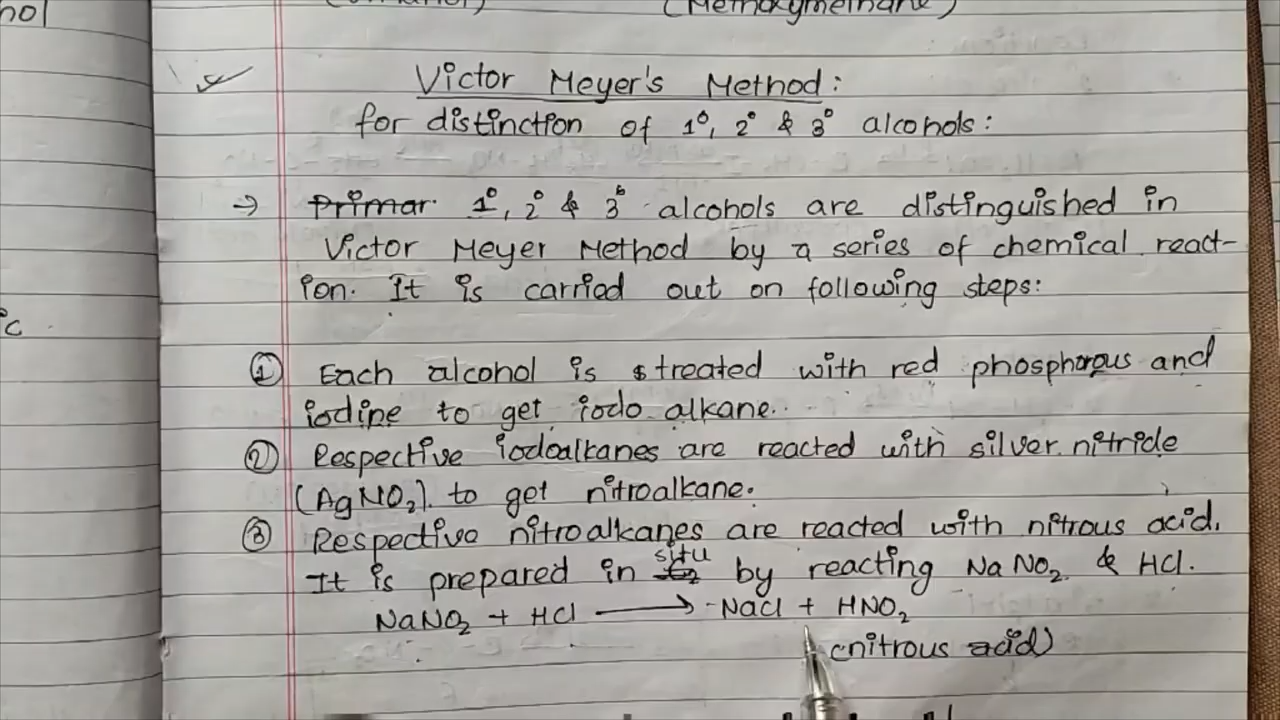 nol
(Methoxymethane)
Victor Meyer's Method:
for distinction of 1°, 2° & 3° alcohols:
→ Primar. 1°, 2° & 3° alcohols are distinguished in
Victor Meyer Method by a series of chemical react-
ion. It is carried out on following steps:
ic
① Each alcohol is streated with red phosphorous and
iodine to get iodo alkane..
② Respective iodoalkanes are reacted with silver nitride
(AgNO₂). to get nitroalkane.
③ Respective nitroalkanes are reacted with nitrous acid.
It is prepared in situ by reacting NaNO₂ & HCl.
NaNO₂ + HCl ⟶ NaCl + HNO₂
(nitrous acid)